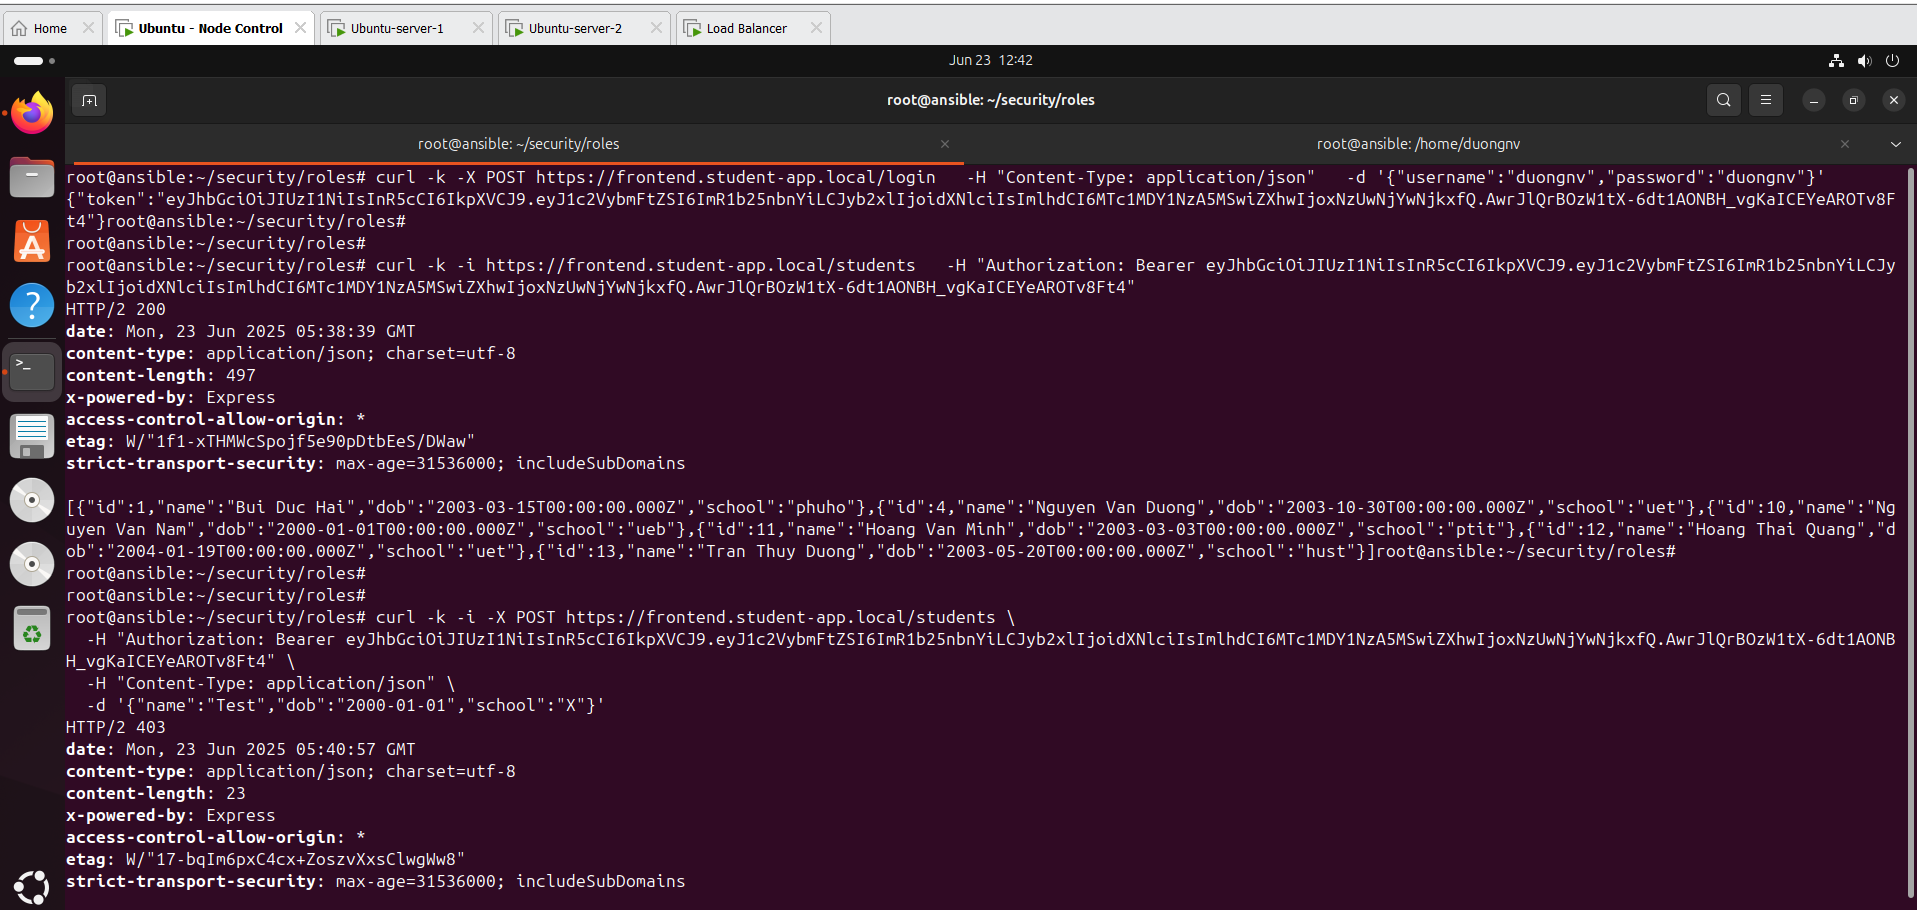 Home
Ubuntu - Node Control
Ubuntu-server-1
Ubuntu-server-2
Load Balancer
Jun 23 12:42
root@ansible: ~/security/roles
root@ansible: ~/security/roles
root@ansible: /home/duongnv
root@ansible:~/security/roles# curl -k -X POST https://frontend.student-app.local/login   -H "Content-Type: application/json"   -d '{"username":"duongnv","password":"duongnv"}'
{"token":"eyJhbGciOiJIUzI1NiIsInR5cCI6IkpXVCJ9.eyJ1c2VybmFtZSI6ImR1b25nbnYiLCJyb2xlIjoidXNlciIsImlhdCI6MTc1MDY1NzA5MSwiZXhwIjoxNzUwNjYwNjkxfQ.AwrJlQrBOzW1tX-6dt1AONBH_vgKaICEYeAROTv8F
t4"}root@ansible:~/security/roles#
root@ansible:~/security/roles#
root@ansible:~/security/roles# curl -k -i https://frontend.student-app.local/students   -H "Authorization: Bearer eyJhbGciOiJIUzI1NiIsInR5cCI6IkpXVCJ9.eyJ1c2VybmFtZSI6ImR1b25nbnYiLCJy
b2xlIjoidXNlciIsImlhdCI6MTc1MDY1NzA5MSwiZXhwIjoxNzUwNjYwNjkxfQ.AwrJlQrBOzW1tX-6dt1AONBH_vgKaICEYeAROTv8Ft4"
HTTP/2 200
date: Mon, 23 Jun 2025 05:38:39 GMT
content-type: application/json; charset=utf-8
content-length: 497
x-powered-by: Express
access-control-allow-origin: *
etag: W/"1f1-xTHMWcSpojf5e90pDtbEeS/DWaw"
strict-transport-security: max-age=31536000; includeSubDomains
[{"id":1,"name":"Bui Duc Hai","dob":"2003-03-15T00:00:00.000Z","school":"phuho"},{"id":4,"name":"Nguyen Van Duong","dob":"2003-10-30T00:00:00.000Z","school":"uet"},{"id":10,"name":"Ng
uyen Van Nam","dob":"2000-01-01T00:00:00.000Z","school":"ueb"},{"id":11,"name":"Hoang Van Minh","dob":"2003-03-03T00:00:00.000Z","school":"ptit"},{"id":12,"name":"Hoang Thai Quang","d
ob":"2004-01-19T00:00:00.000Z","school":"uet"},{"id":13,"name":"Tran Thuy Duong","dob":"2003-05-20T00:00:00.000Z","school":"hust"}]root@ansible:~/security/roles#
root@ansible:~/security/roles#
root@ansible:~/security/roles#
root@ansible:~/security/roles# curl -k -i -X POST https://frontend.student-app.local/students \
  -H "Authorization: Bearer eyJhbGciOiJIUzI1NiIsInR5cCI6IkpXVCJ9.eyJ1c2VybmFtZSI6ImR1b25nbnYiLCJyb2xlIjoidXNlciIsImlhdCI6MTc1MDY1NzA5MSwiZXhwIjoxNzUwNjYwNjkxfQ.AwrJlQrBOzW1tX-6dt1AONB
H_vgKaICEYeAROTv8Ft4" \
  -H "Content-Type: application/json" \
  -d '{"name":"Test","dob":"2000-01-01","school":"X"}'
HTTP/2 403
date: Mon, 23 Jun 2025 05:40:57 GMT
content-type: application/json; charset=utf-8
content-length: 23
x-powered-by: Express
access-control-allow-origin: *
etag: W/"17-bqIm6pxC4cx+ZoszvXxsClwgWw8"
strict-transport-security: max-age=31536000; includeSubDomains